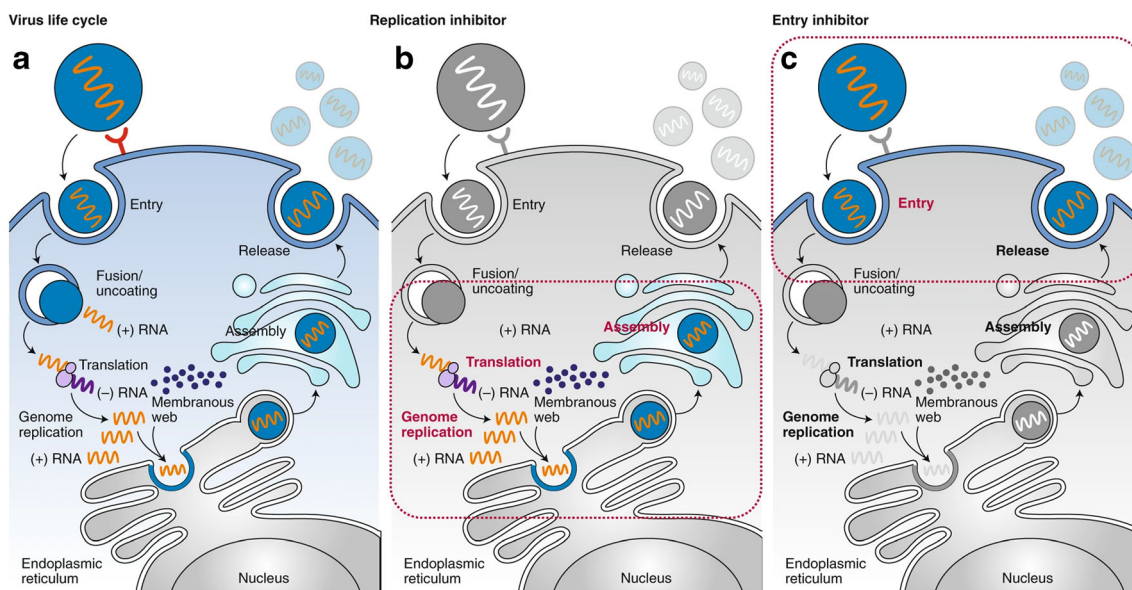 Virus life cycle
a
Entry
Release
Fusion/
uncoating
(+) RNA
Assembly
Translation
(−) RNA
Membranous
web
Genome
replication
(+) RNA
Endoplasmic
reticulum
Nucleus
Replication inhibitor
b
Entry
Release
Fusion/
uncoating
(+) RNA
Assembly
Translation
(−) RNA
Membranous
web
Genome
replication
(+) RNA
Endoplasmic
reticulum
Nucleus
Entry inhibitor
c
Entry
Release
Fusion/
uncoating
(+) RNA
Assembly
Translation
(−) RNA
Membranous
web
Genome
replication
(+) RNA
Endoplasmic
reticulum
Nucleus